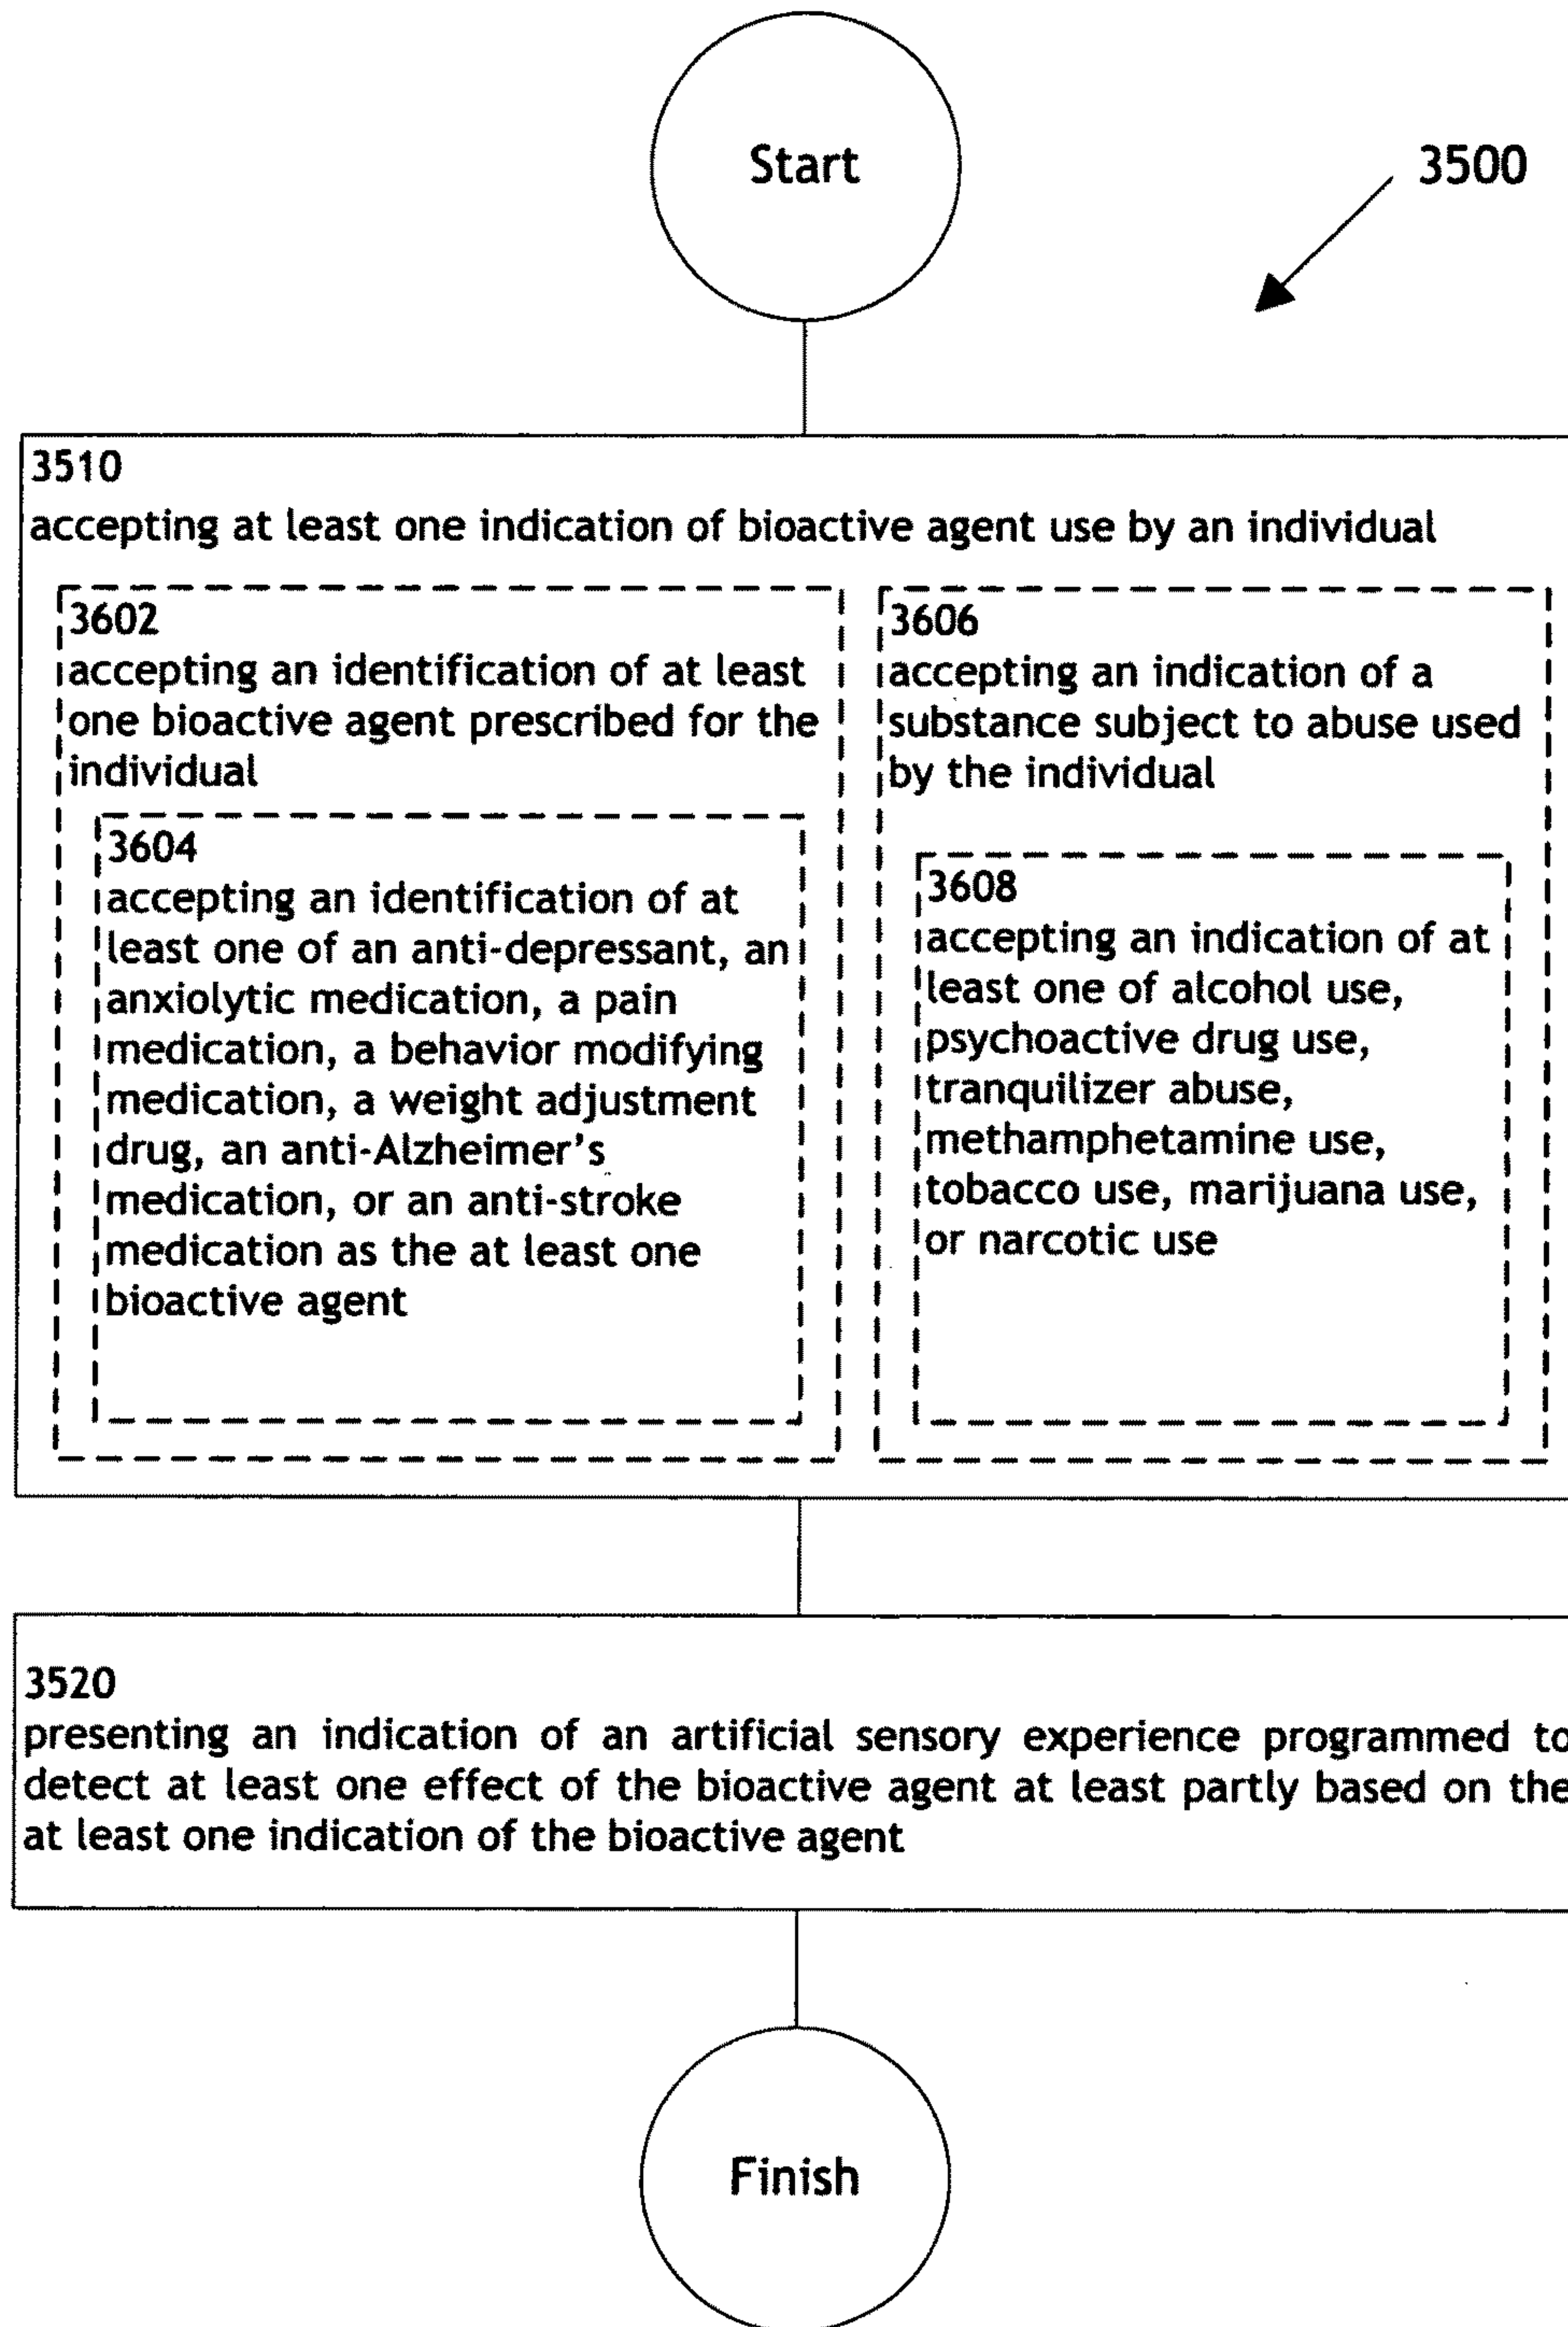 Start
3500
3510
accepting at least one indication of bioactive agent use by an individual
3602
accepting an identification of at least
one bioactive agent prescribed for the
individual
3604
accepting an identification of at
least one of an anti-depressant, an
anxiolytic medication, a pain
medication, a behavior modifying
medication, a weight adjustment
drug, an anti-Alzheimer's
medication, or an anti-stroke
medication as the at least one
bioactive agent
3606
accepting an indication of a
substance subject to abuse used
by the individual
3608
accepting an indication of at
least one of alcohol use,
psychoactive drug use,
tranquilizer abuse,
methamphetamine use,
tobacco use, marijuana use,
or narcotic use
3520
presenting an indication of an artificial sensory experience programmed to
detect at least one effect of the bioactive agent at least partly based on the
at least one indication of the bioactive agent
Finish